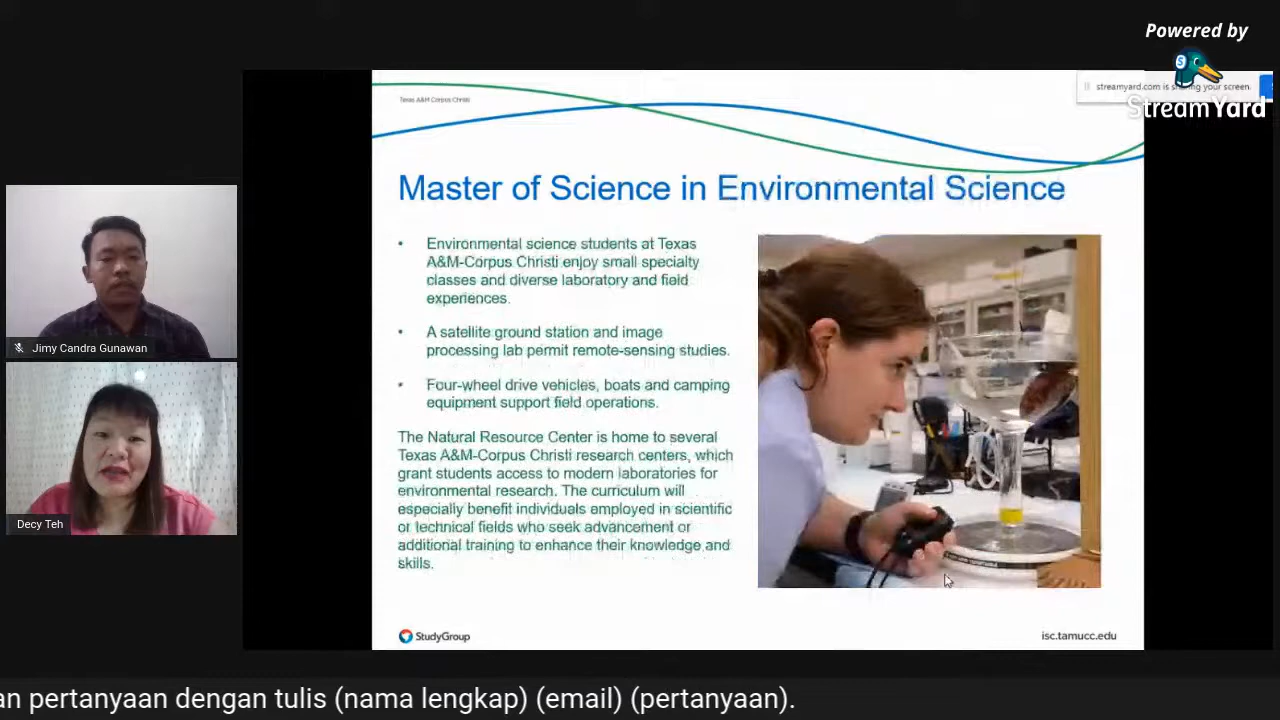 Powered by
StreamYard
streamyard.com is sharing your screen.
Texas A&M Corpus Christi
Master of Science in Environmental Science
• Environmental science students at Texas
A&M-Corpus Christi enjoy small specialty
classes and diverse laboratory and field
experiences.
• A satellite ground station and image
processing lab permit remote-sensing studies.
• Four-wheel drive vehicles, boats and camping
equipment support field operations.
The Natural Resource Center is home to several
Texas A&M-Corpus Christi research centers, which
grant students access to modern laboratories for
environmental research. The curriculum will
especially benefit individuals employed in scientific
or technical fields who seek advancement or
additional training to enhance their knowledge and
skills.
StudyGroup
isc.tamucc.edu
Jimy Candra Gunawan
Decy Teh
an pertanyaan dengan tulis (nama lengkap) (email) (pertanyaan).